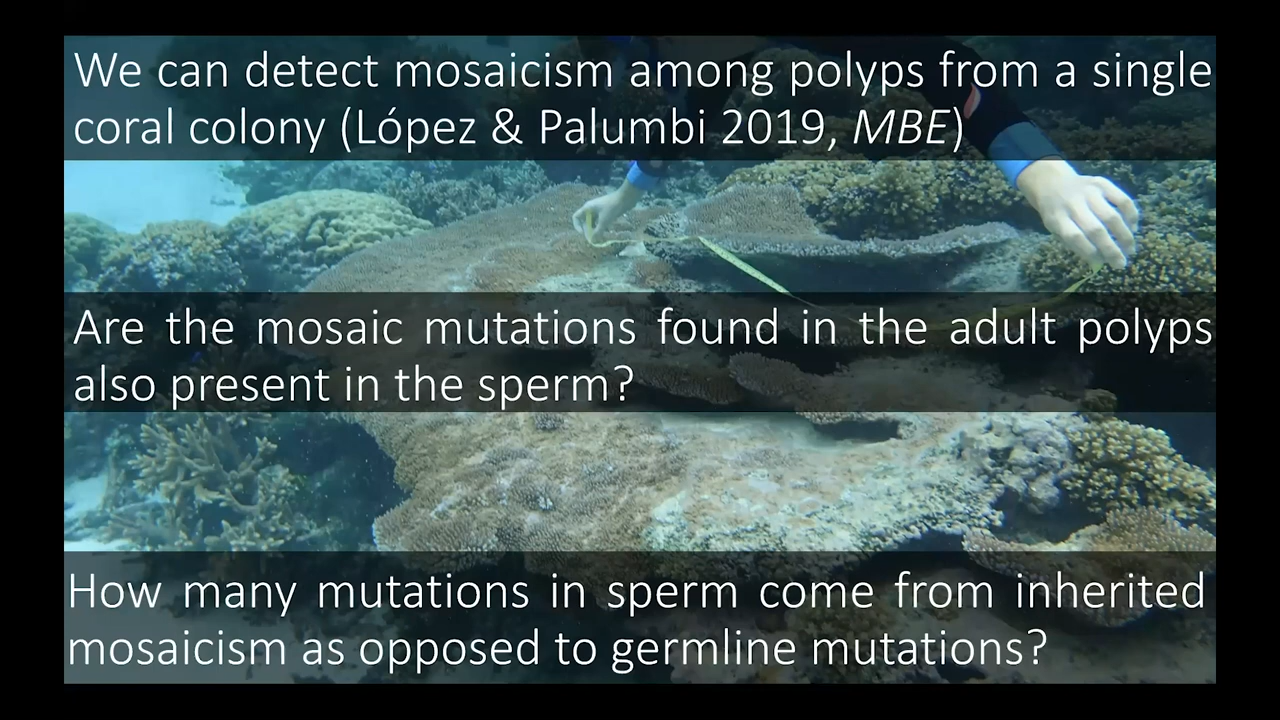 We can detect mosaicism among polyps from a single
coral colony (López & Palumbi 2019, MBE)
Are the mosaic mutations found in the adult polyps
also present in the sperm?
How many mutations in sperm come from inherited
mosaicism as opposed to germline mutations?